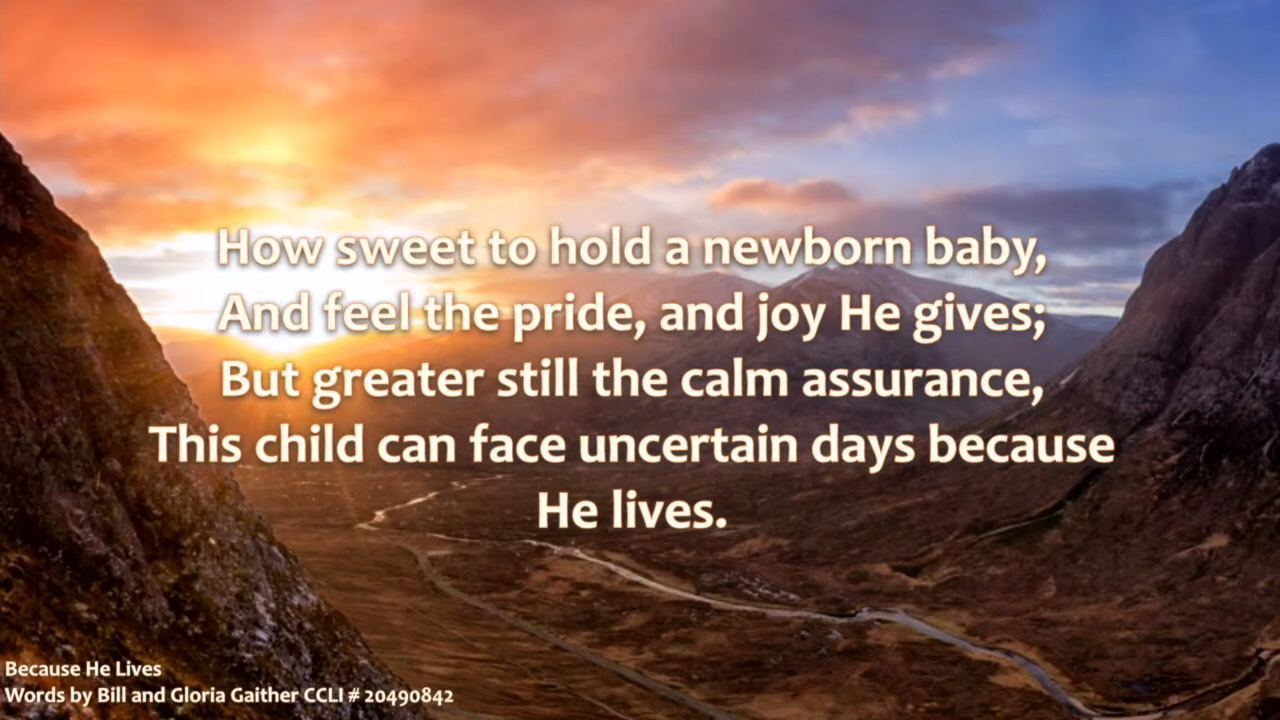 How sweet to hold a newborn baby,
And feel the pride, and joy He gives;
But greater still the calm assurance,
This child can face uncertain days because
He lives.
Because He Lives
Words by Bill and Gloria Gaither CCLI # 20490842